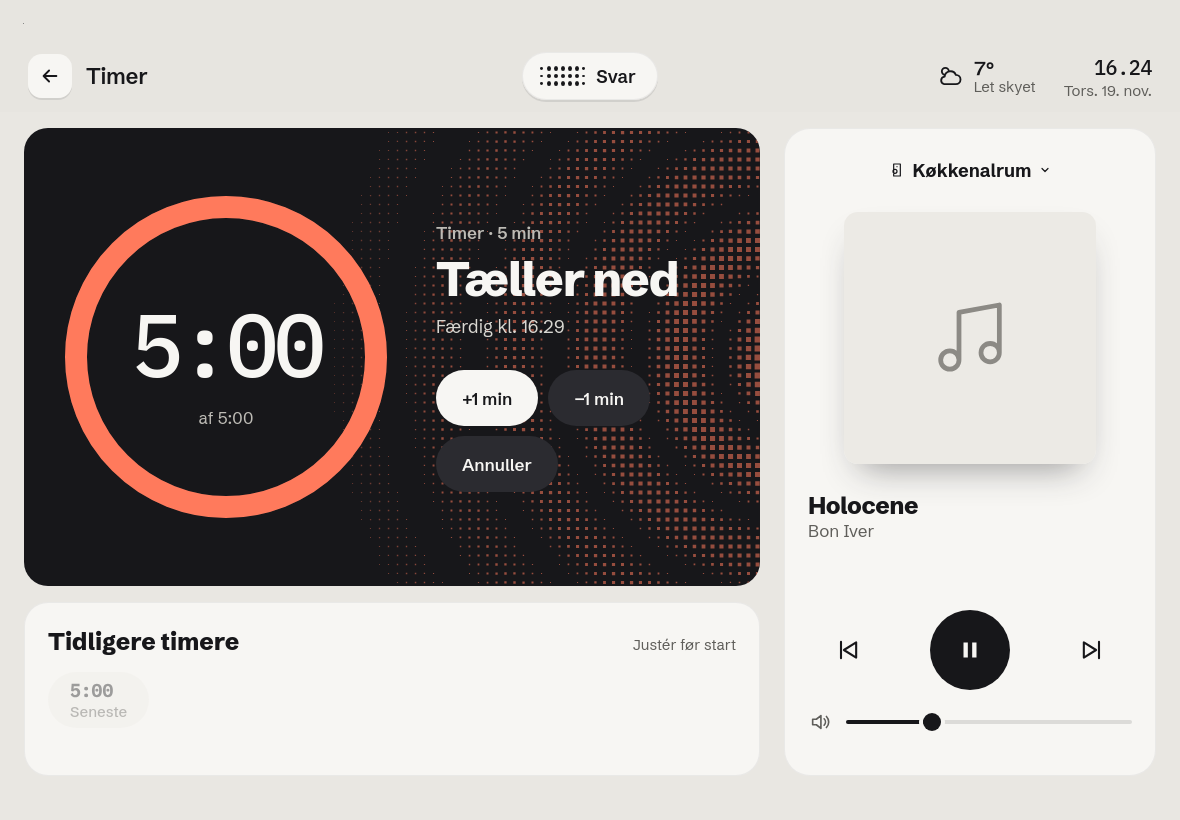 Timer
Svar
7°
Let skyet
16.24
Tors. 19. nov.
5:00
af 5:00
Timer · 5 min
Tæller ned
Færdig kl. 16.29
+1 min
−1 min
Annuller
Køkkenalrum
Holocene
Bon Iver
Tidligere timere
Justér før start
5:00
Seneste